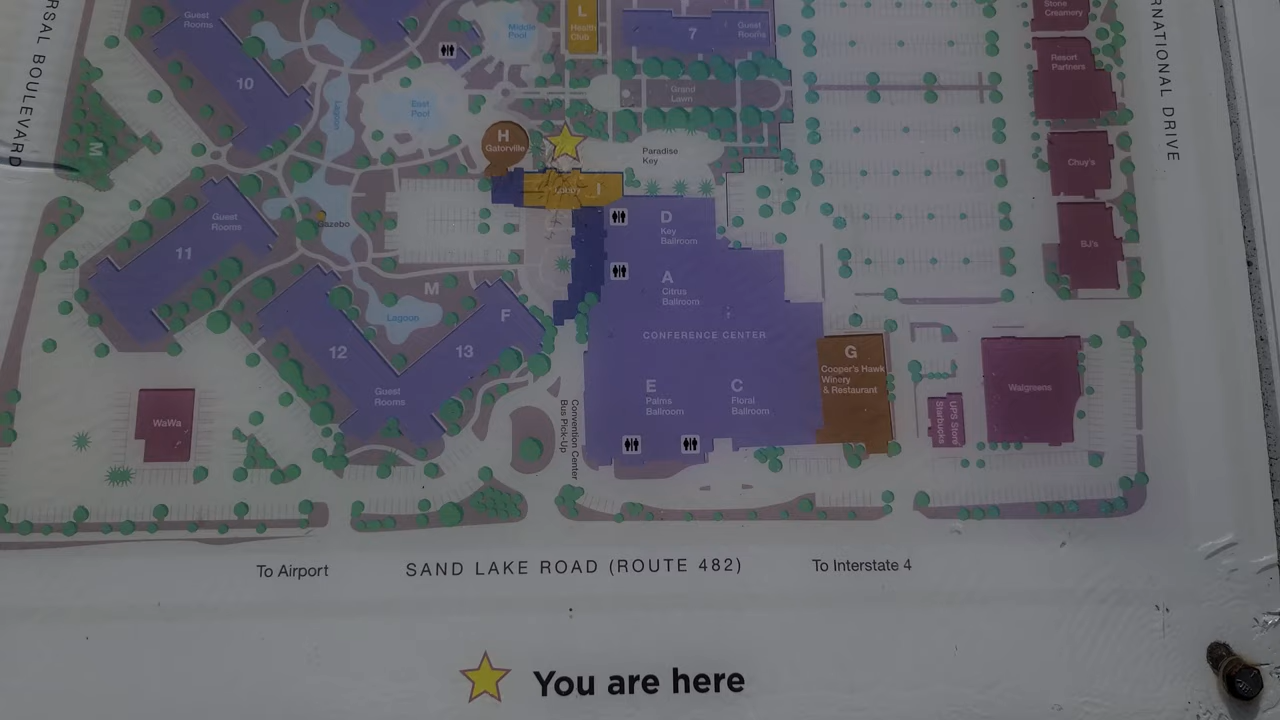 RSAL BOULEVARD
Guest
Rooms
10
Middle
Pool
L
Health
Club
7
Guest
Rooms
Stone
Creamery
RNATIONAL DRIVE
Resort
Partners
East
Pool
Lagoon
Grand
Lawn
M
H
Gatorville
Lobby
I
Paradise
Key
Chuy's
Guest
Rooms
11
Gazebo
D
Key
Ballroom
BJ's
A
Citrus
Ballroom
M
Lagoon
F
CONFERENCE CENTER
12
13
G
Cooper's Hawk
Winery
& Restaurant
Guest
Rooms
E
Palms
Ballroom
C
Floral
Ballroom
Walgreens
UPS Store
Starbucks
WaWa
Convention Center
Bus Pick-Up
To Airport
SAND LAKE ROAD (ROUTE 482)
To Interstate 4
You are here